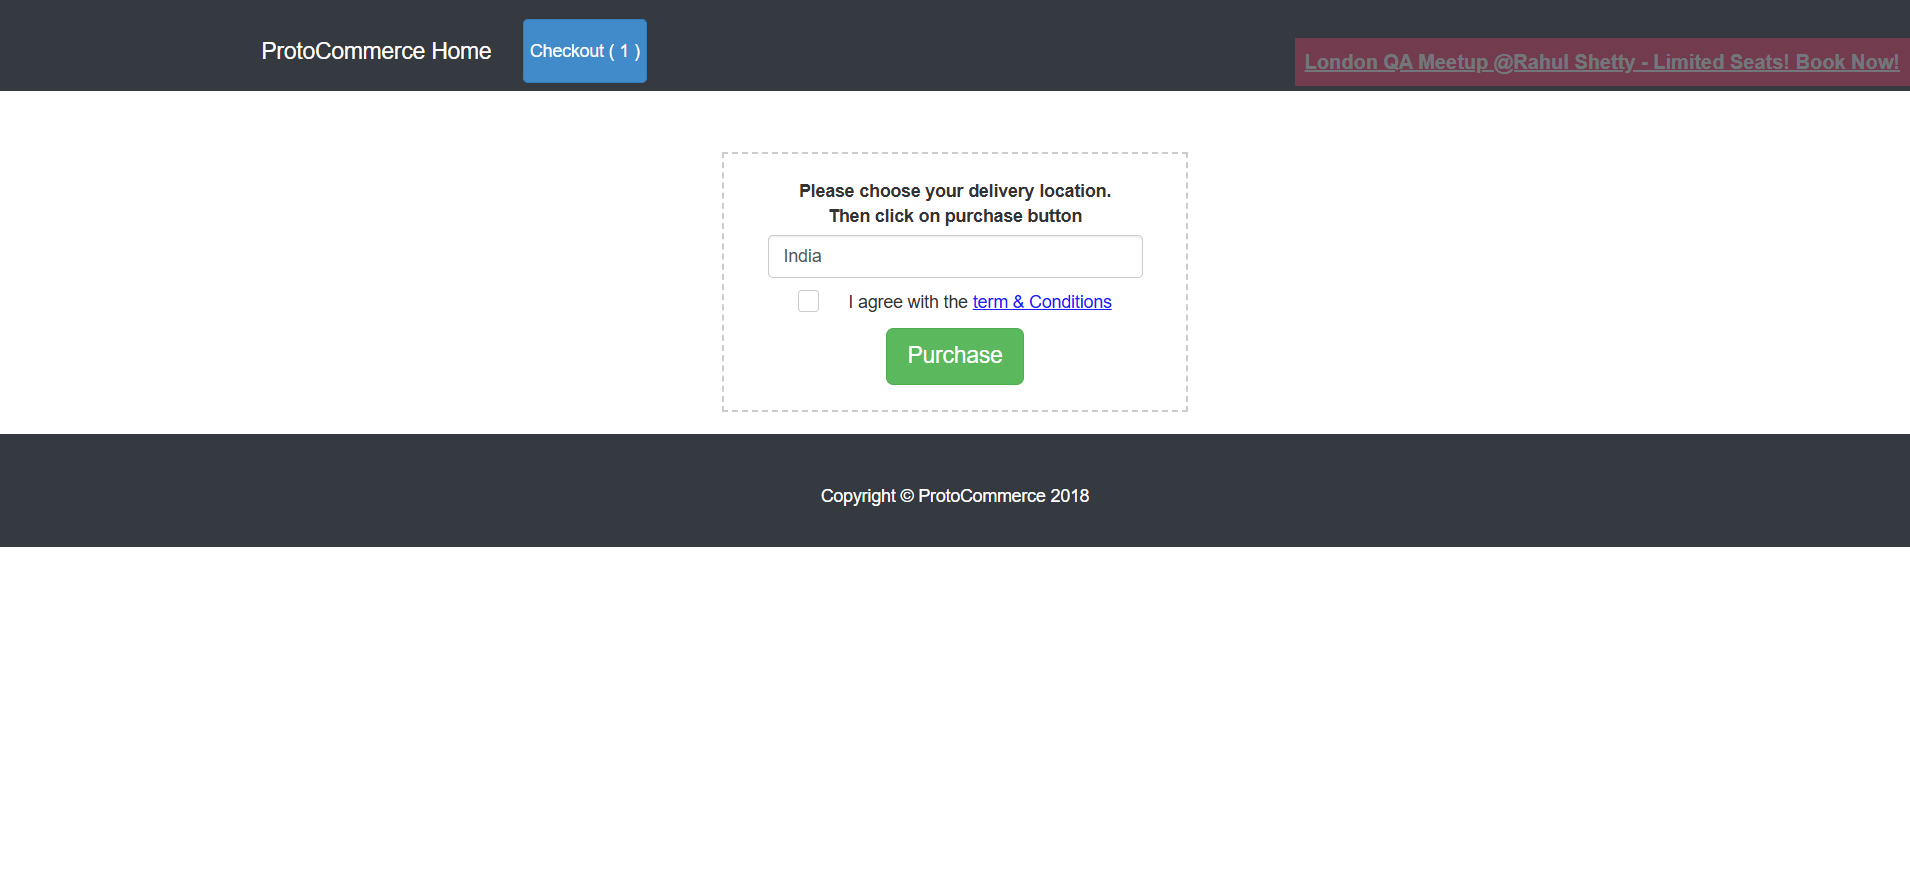 ProtoCommerce Home
Checkout ( 1 )
London QA Meetup @Rahul Shetty - Limited Seats! Book Now!
Please choose your delivery location.
Then click on purchase button
India
I agree with the term & Conditions
Purchase
Copyright © ProtoCommerce 2018